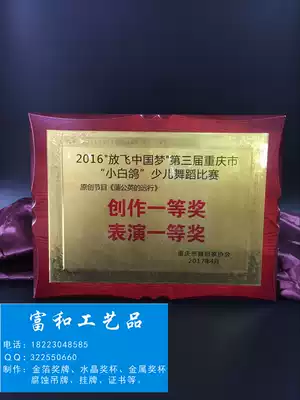 2016"放飞中国梦"第三届重庆市
"小白鸽"少儿舞蹈比赛
原创节目《蒲公英的远行》
创作一等奖
表演一等奖
重庆市舞蹈家协会
2017年4月
富和工艺品
电话：18223048585
QQ：322550660
制作：金箔奖牌、水晶奖杯、金属奖杯
腐蚀吊牌、挂牌、证书等。